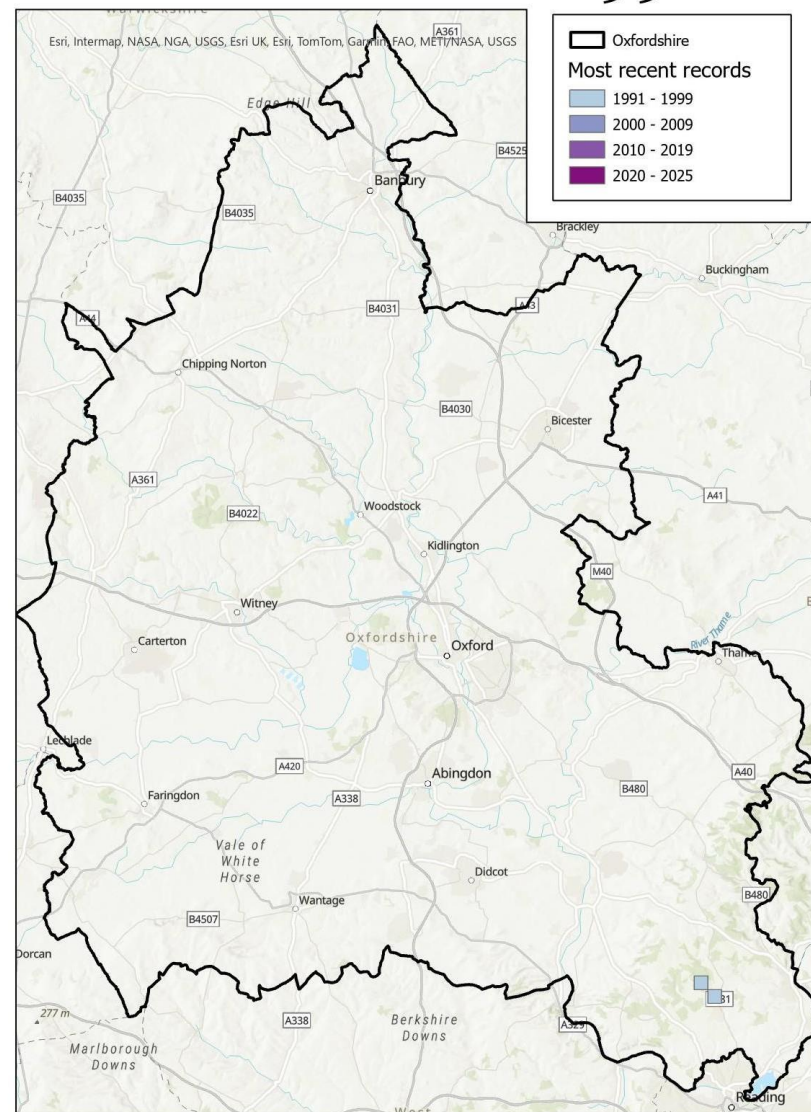 Warwickshire
A361
Esri, Intermap, NASA, NGA, USGS, Esri UK, Esri, TomTom, Garmin, FAO, METI/NASA, USGS
Oxfordshire
Most recent records
1991 - 1999
2000 - 2009
2010 - 2019
2020 - 2025
Edge Hill
B4525
Banbury
B4035
B4035
Brackley
Buckingham
B4031
A43
A44
Chipping Norton
B4030
Bicester
A361
A41
B4022
Woodstock
Kidlington
M40
Witney
Oxfordshire
River Thame
Carterton
Oxford
Thame
Lechlade
A420
A40
Abingdon
B480
Faringdon
A338
Vale of
White
Horse
Didcot
B480
Wantage
B4507
Dorcan
277 m
A338
Berkshire
Downs
A329
Marlborough
Downs
Reading
West